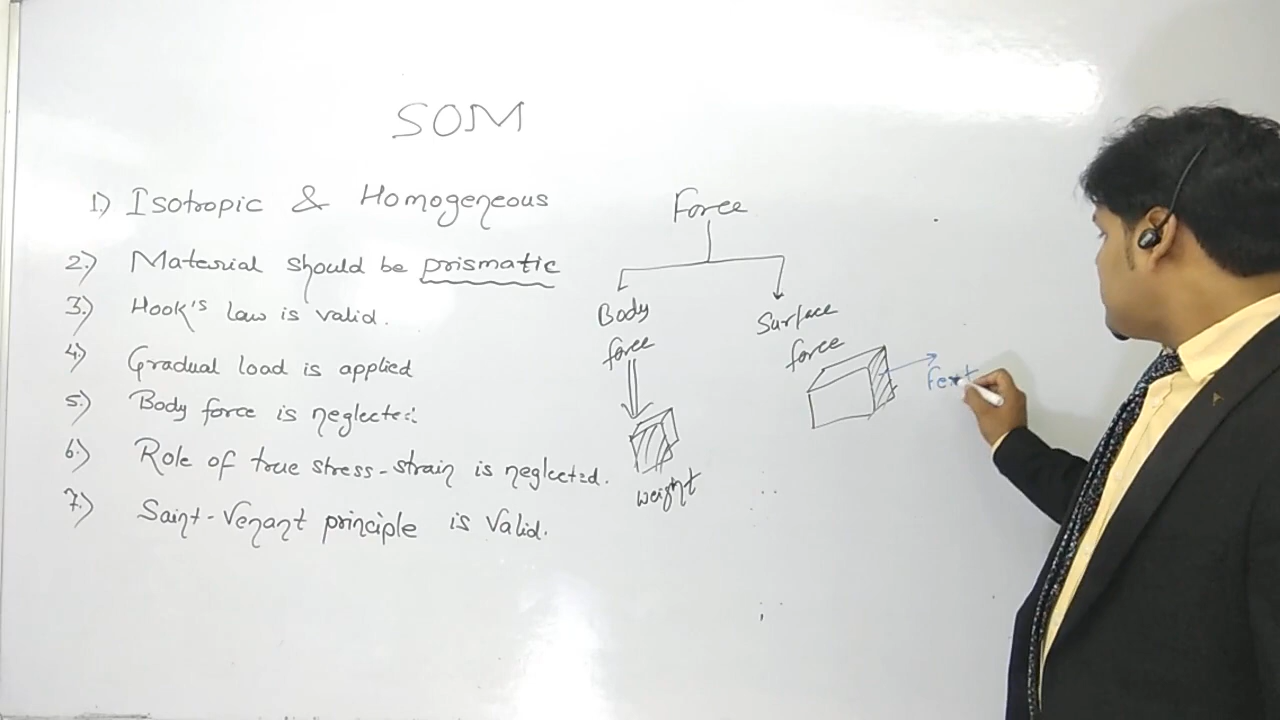 SOM
1.) Isotropic & Homogeneous
2.) Material should be prismatic
3.) Hook's law is valid.
4.) Gradual load is applied
5.) Body force is neglected
6.) Role of true stress-strain is neglected.
7.) Saint-Venant principle is valid.
Force
Body
force
weight
Surface
force
Fext